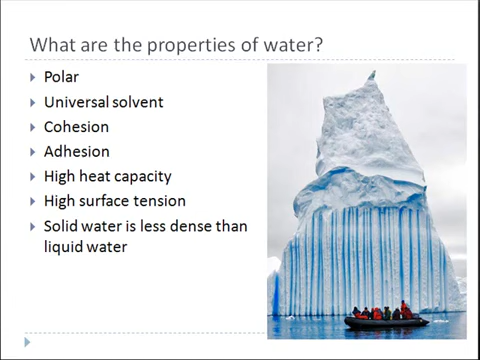 What are the properties of water?
Polar
Universal solvent
Cohesion
Adhesion
High heat capacity
High surface tension
Solid water is less dense than
liquid water